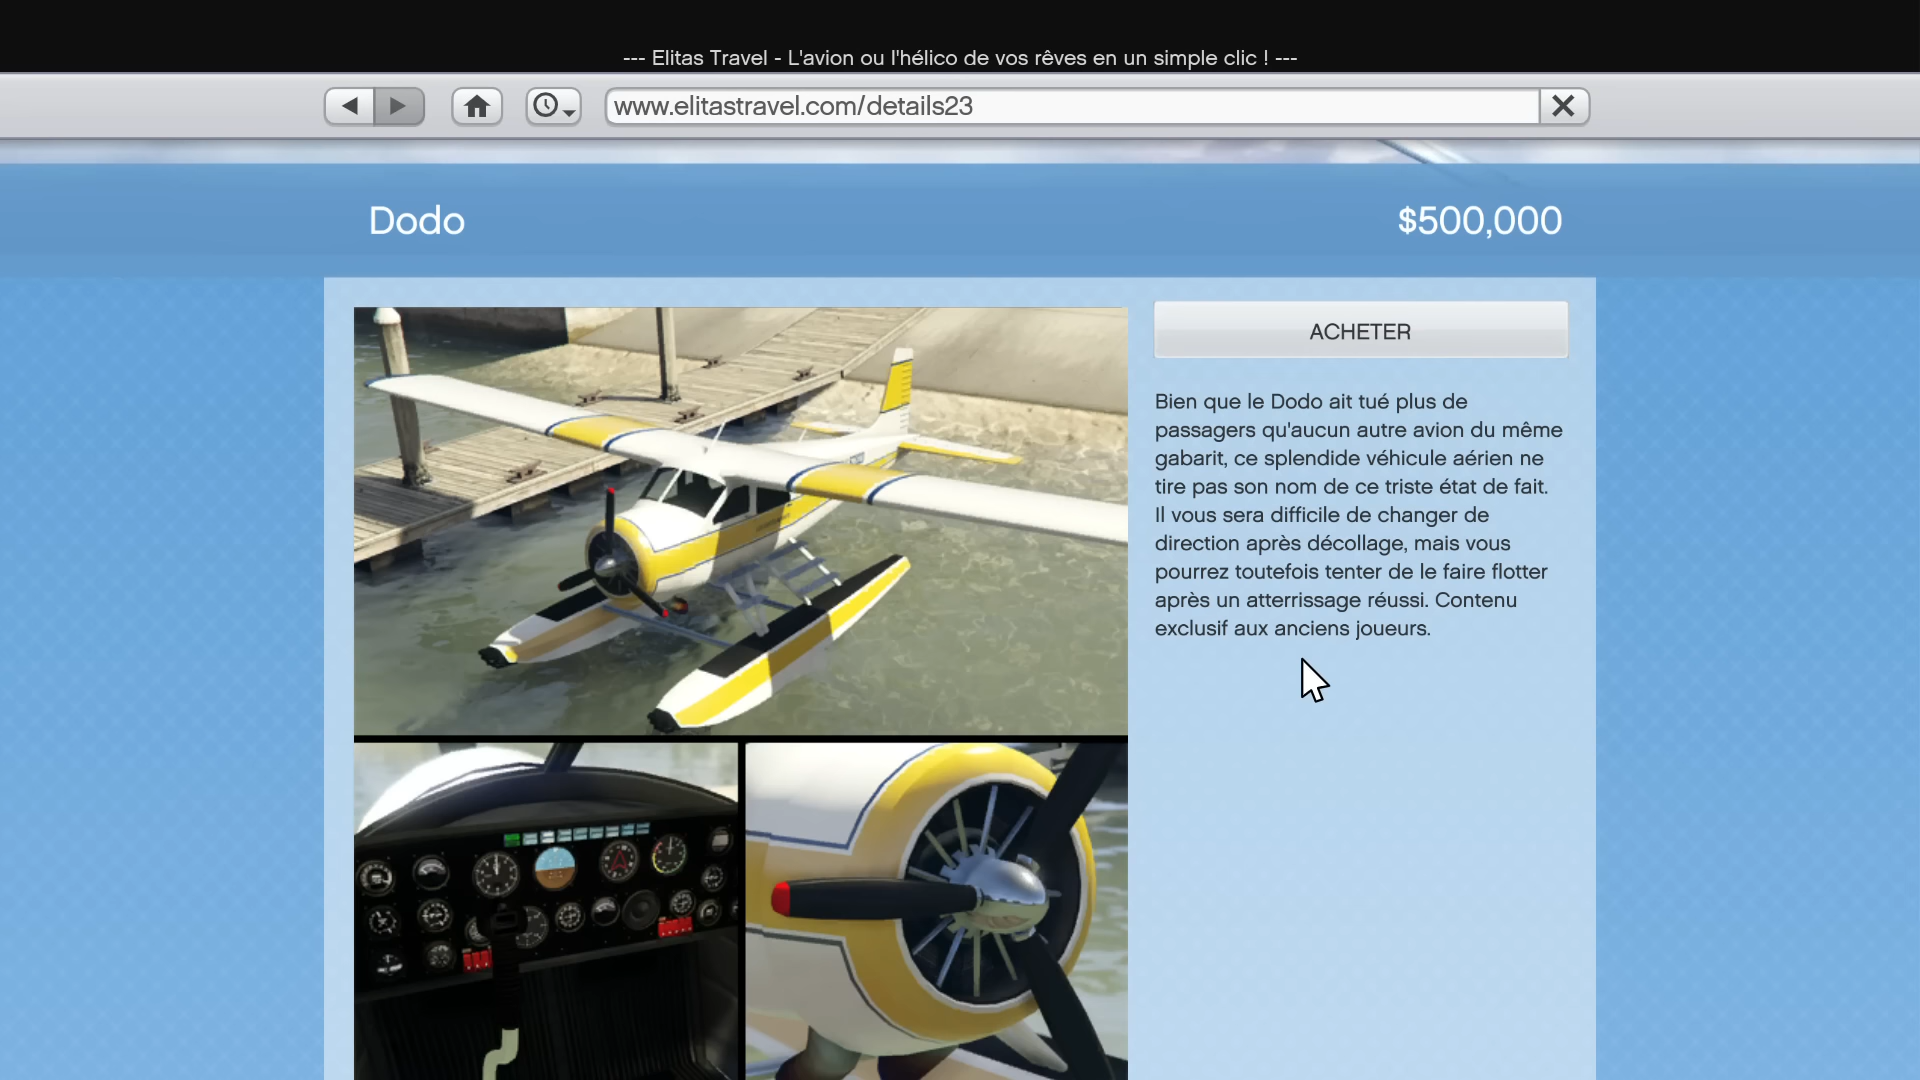 --- Elitas Travel - L'avion ou l'hélico de vos rêves en un simple clic ! ---
www.elitastravel.com/details23
Dodo
$500,000
ACHETER
Bien que le Dodo ait tué plus de
passagers qu'aucun autre avion du même
gabarit, ce splendide véhicule aérien ne
tire pas son nom de ce triste état de fait.
Il vous sera difficile de changer de
direction après décollage, mais vous
pourrez toutefois tenter de le faire flotter
après un atterrissage réussi. Contenu
exclusif aux anciens joueurs.